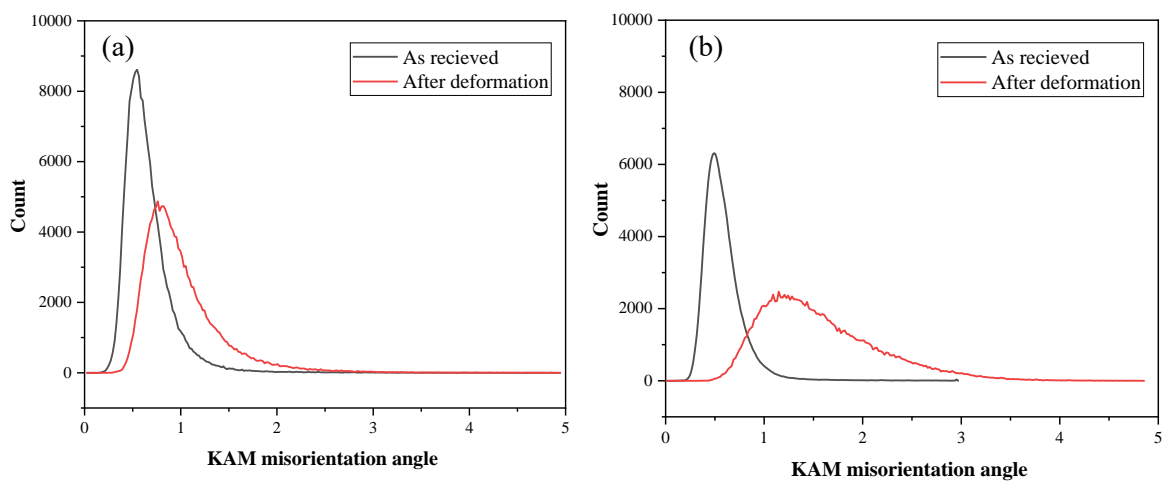 (a)
As recieved
After deformation
10000
8000
6000
4000
2000
0
Count
0 1 2 3 4 5
KAM misorientation angle
(b)
As recieved
After deformation
10000
8000
6000
4000
2000
0
Count
0 1 2 3 4 5
KAM misorientation angle